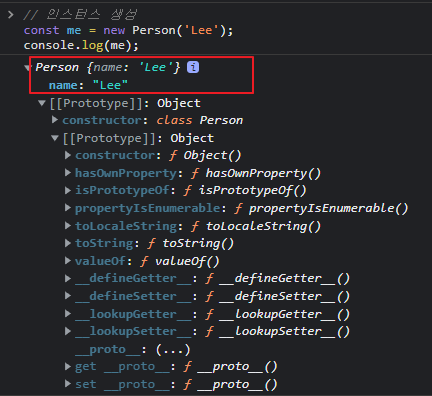 > // 인스터스 생성
const me = new Person('Lee');
console.log(me);
▼ Person {name: 'Lee'} i
name: "Lee"
▼ [[Prototype]]: Object
▶ constructor: class Person
▼ [[Prototype]]: Object
▶ constructor: ƒ Object()
▶ hasOwnProperty: ƒ hasOwnProperty()
▶ isPrototypeOf: ƒ isPrototypeOf()
▶ propertyIsEnumerable: ƒ propertyIsEnumerable()
▶ toLocaleString: ƒ toLocaleString()
▶ toString: ƒ toString()
▶ valueOf: ƒ valueOf()
▶ __defineGetter__: ƒ __defineGetter__()
▶ __defineSetter__: ƒ __defineSetter__()
▶ __lookupGetter__: ƒ __lookupGetter__()
▶ __lookupSetter__: ƒ __lookupSetter__()
__proto__: (...)
▶ get __proto__: ƒ __proto__()
▶ set __proto__: ƒ __proto__()